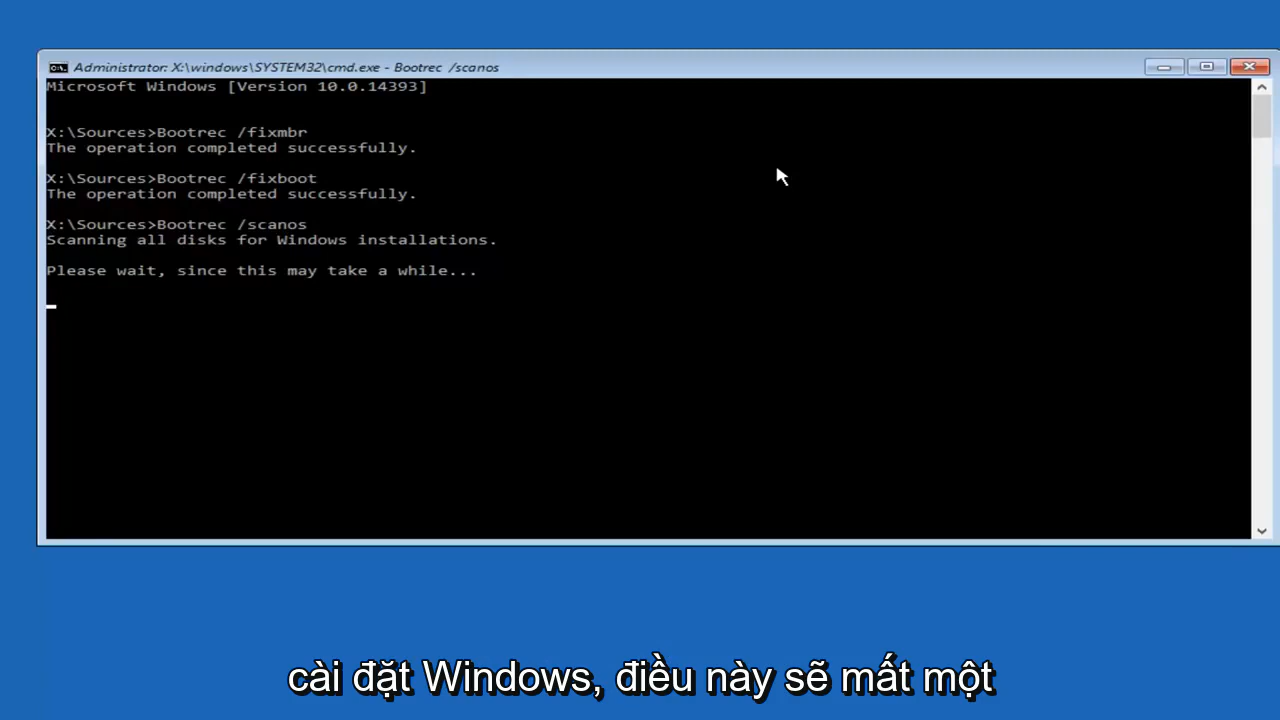 Administrator: X:\windows\SYSTEM32\cmd.exe - Bootrec /scanos
Microsoft Windows [Version 10.0.14393]
X:\Sources>Bootrec /fixmbr
The operation completed successfully.
X:\Sources>Bootrec /fixboot
The operation completed successfully.
X:\Sources>Bootrec /scanos
Scanning all disks for Windows installations.
Please wait, since this may take a while...
cài đặt Windows, điều này sẽ mất một